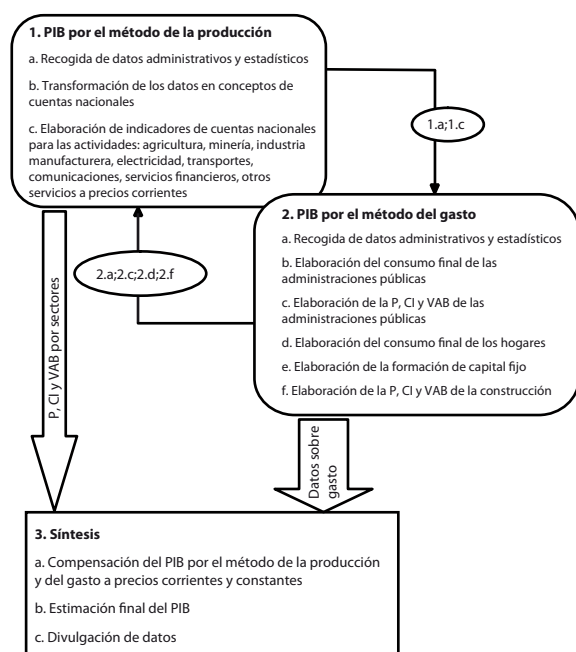 1. PIB por el método de la producción
a. Recogida de datos administrativos y estadísticos
b. Transformación de los datos en conceptos de
cuentas nacionales
c. Elaboración de indicadores de cuentas nacionales
para las actividades: agricultura, minería, industria
manufacturera, electricidad, transportes,
comunicaciones, servicios financieros, otros
servicios a precios corrientes
1.a;1.c
2. PIB por el método del gasto
a. Recogida de datos administrativos y estadísticos
b. Elaboración del consumo final de las
administraciones públicas
c. Elaboración de la P, CI y VAB de las
administraciones públicas
d. Elaboración del consumo final de los hogares
e. Elaboración de la formación de capital fijo
f. Elaboración de la P, CI y VAB de la construcción
2.a;2.c;2.d;2.f
P, CI y VAB por sectores
Datos sobre
gasto
3. Síntesis
a. Compensación del PIB por el método de la producción
y del gasto a precios corrientes y constantes
b. Estimación final del PIB
c. Divulgación de datos